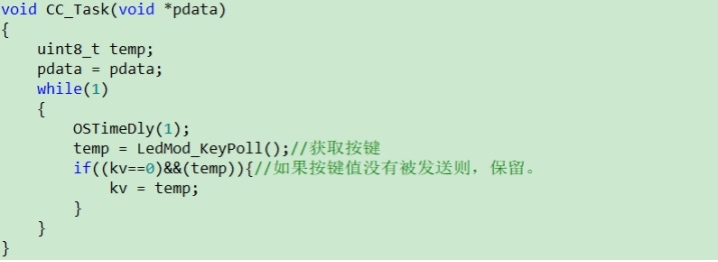 void CC_Task(void *pdata)
{
    uint8_t temp;
    pdata = pdata;
    while(1)
    {
        OSTimeDly(1);
        temp = LedMod_KeyPoll();//获取按键
        if((kv==0)&&(temp)){//如果按键值没有被发送则，保留。
            kv = temp;
        }
    }
}